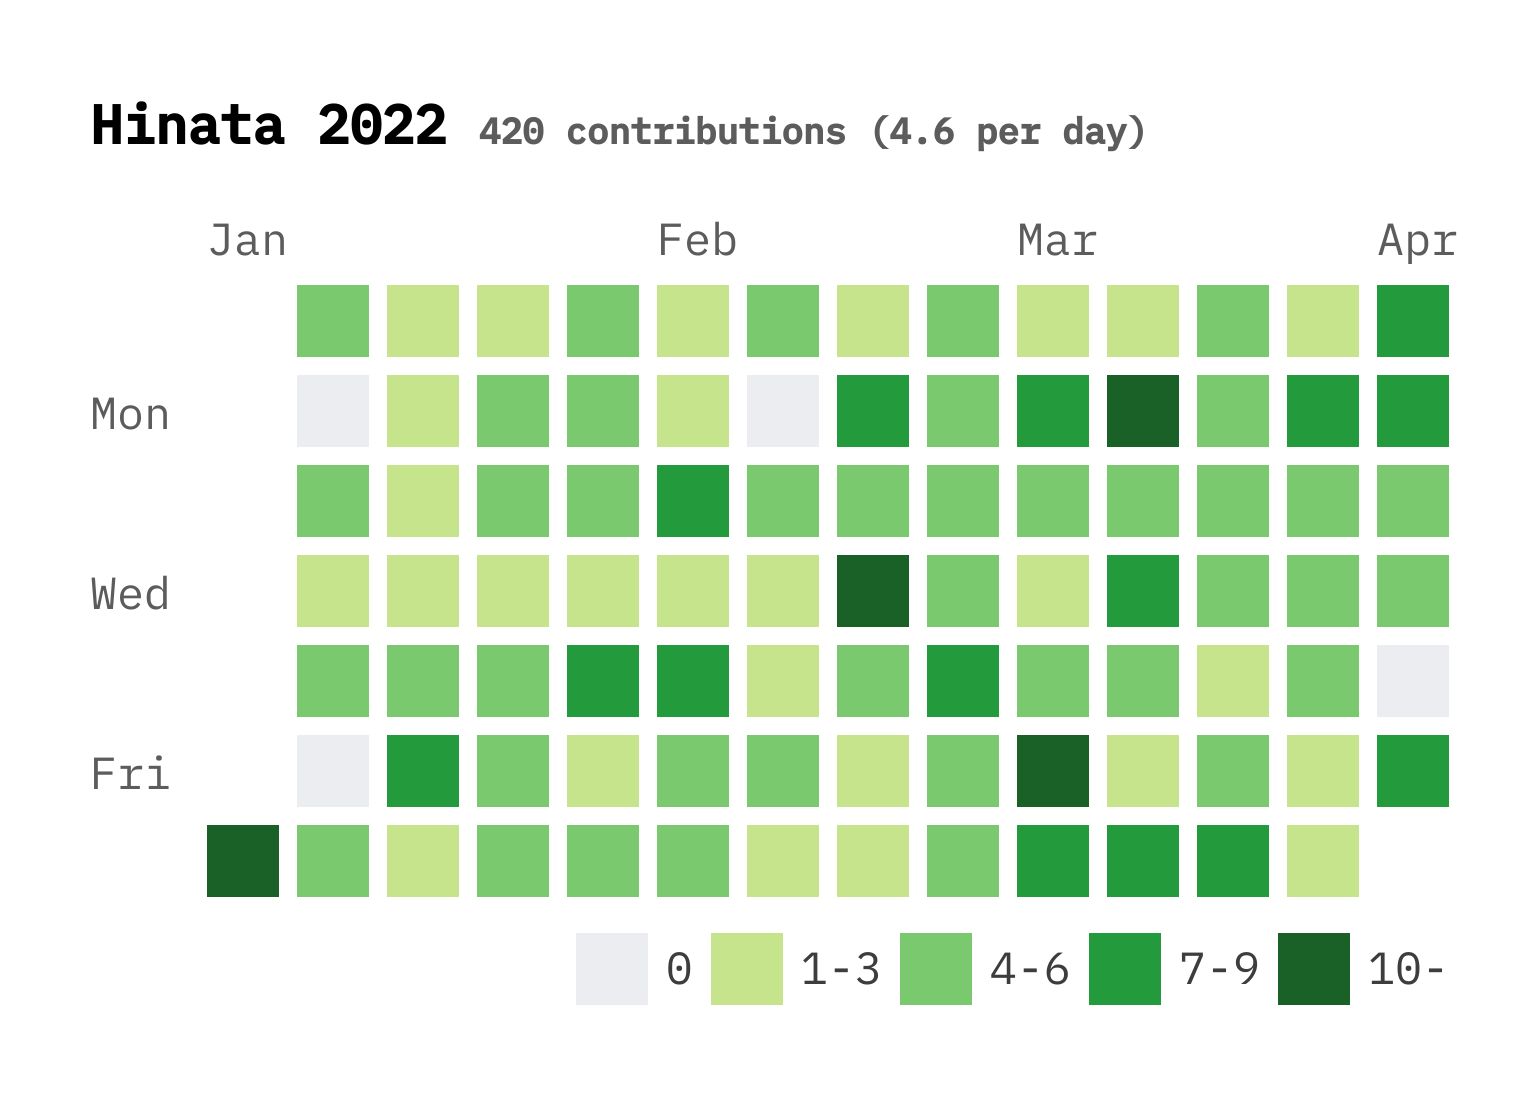 Hinata 2022 420 contributions (4.6 per day)
Jan Feb Mar Apr
Mon
Wed
Fri
0 1-3 4-6 7-9 10-